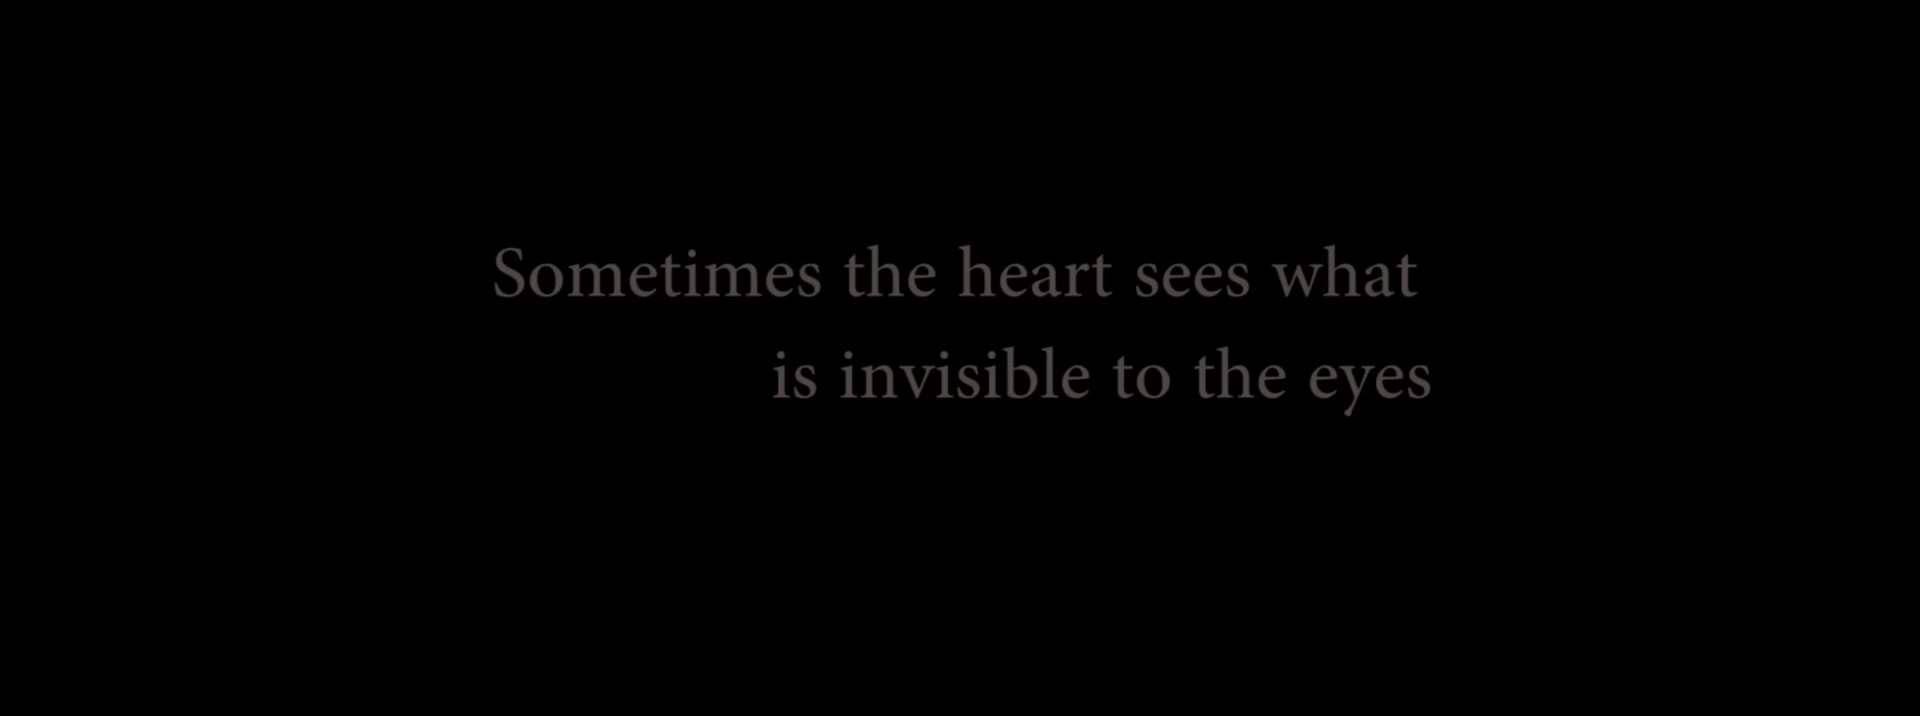 Sometimes the heart sees what
is invisible to the eyes